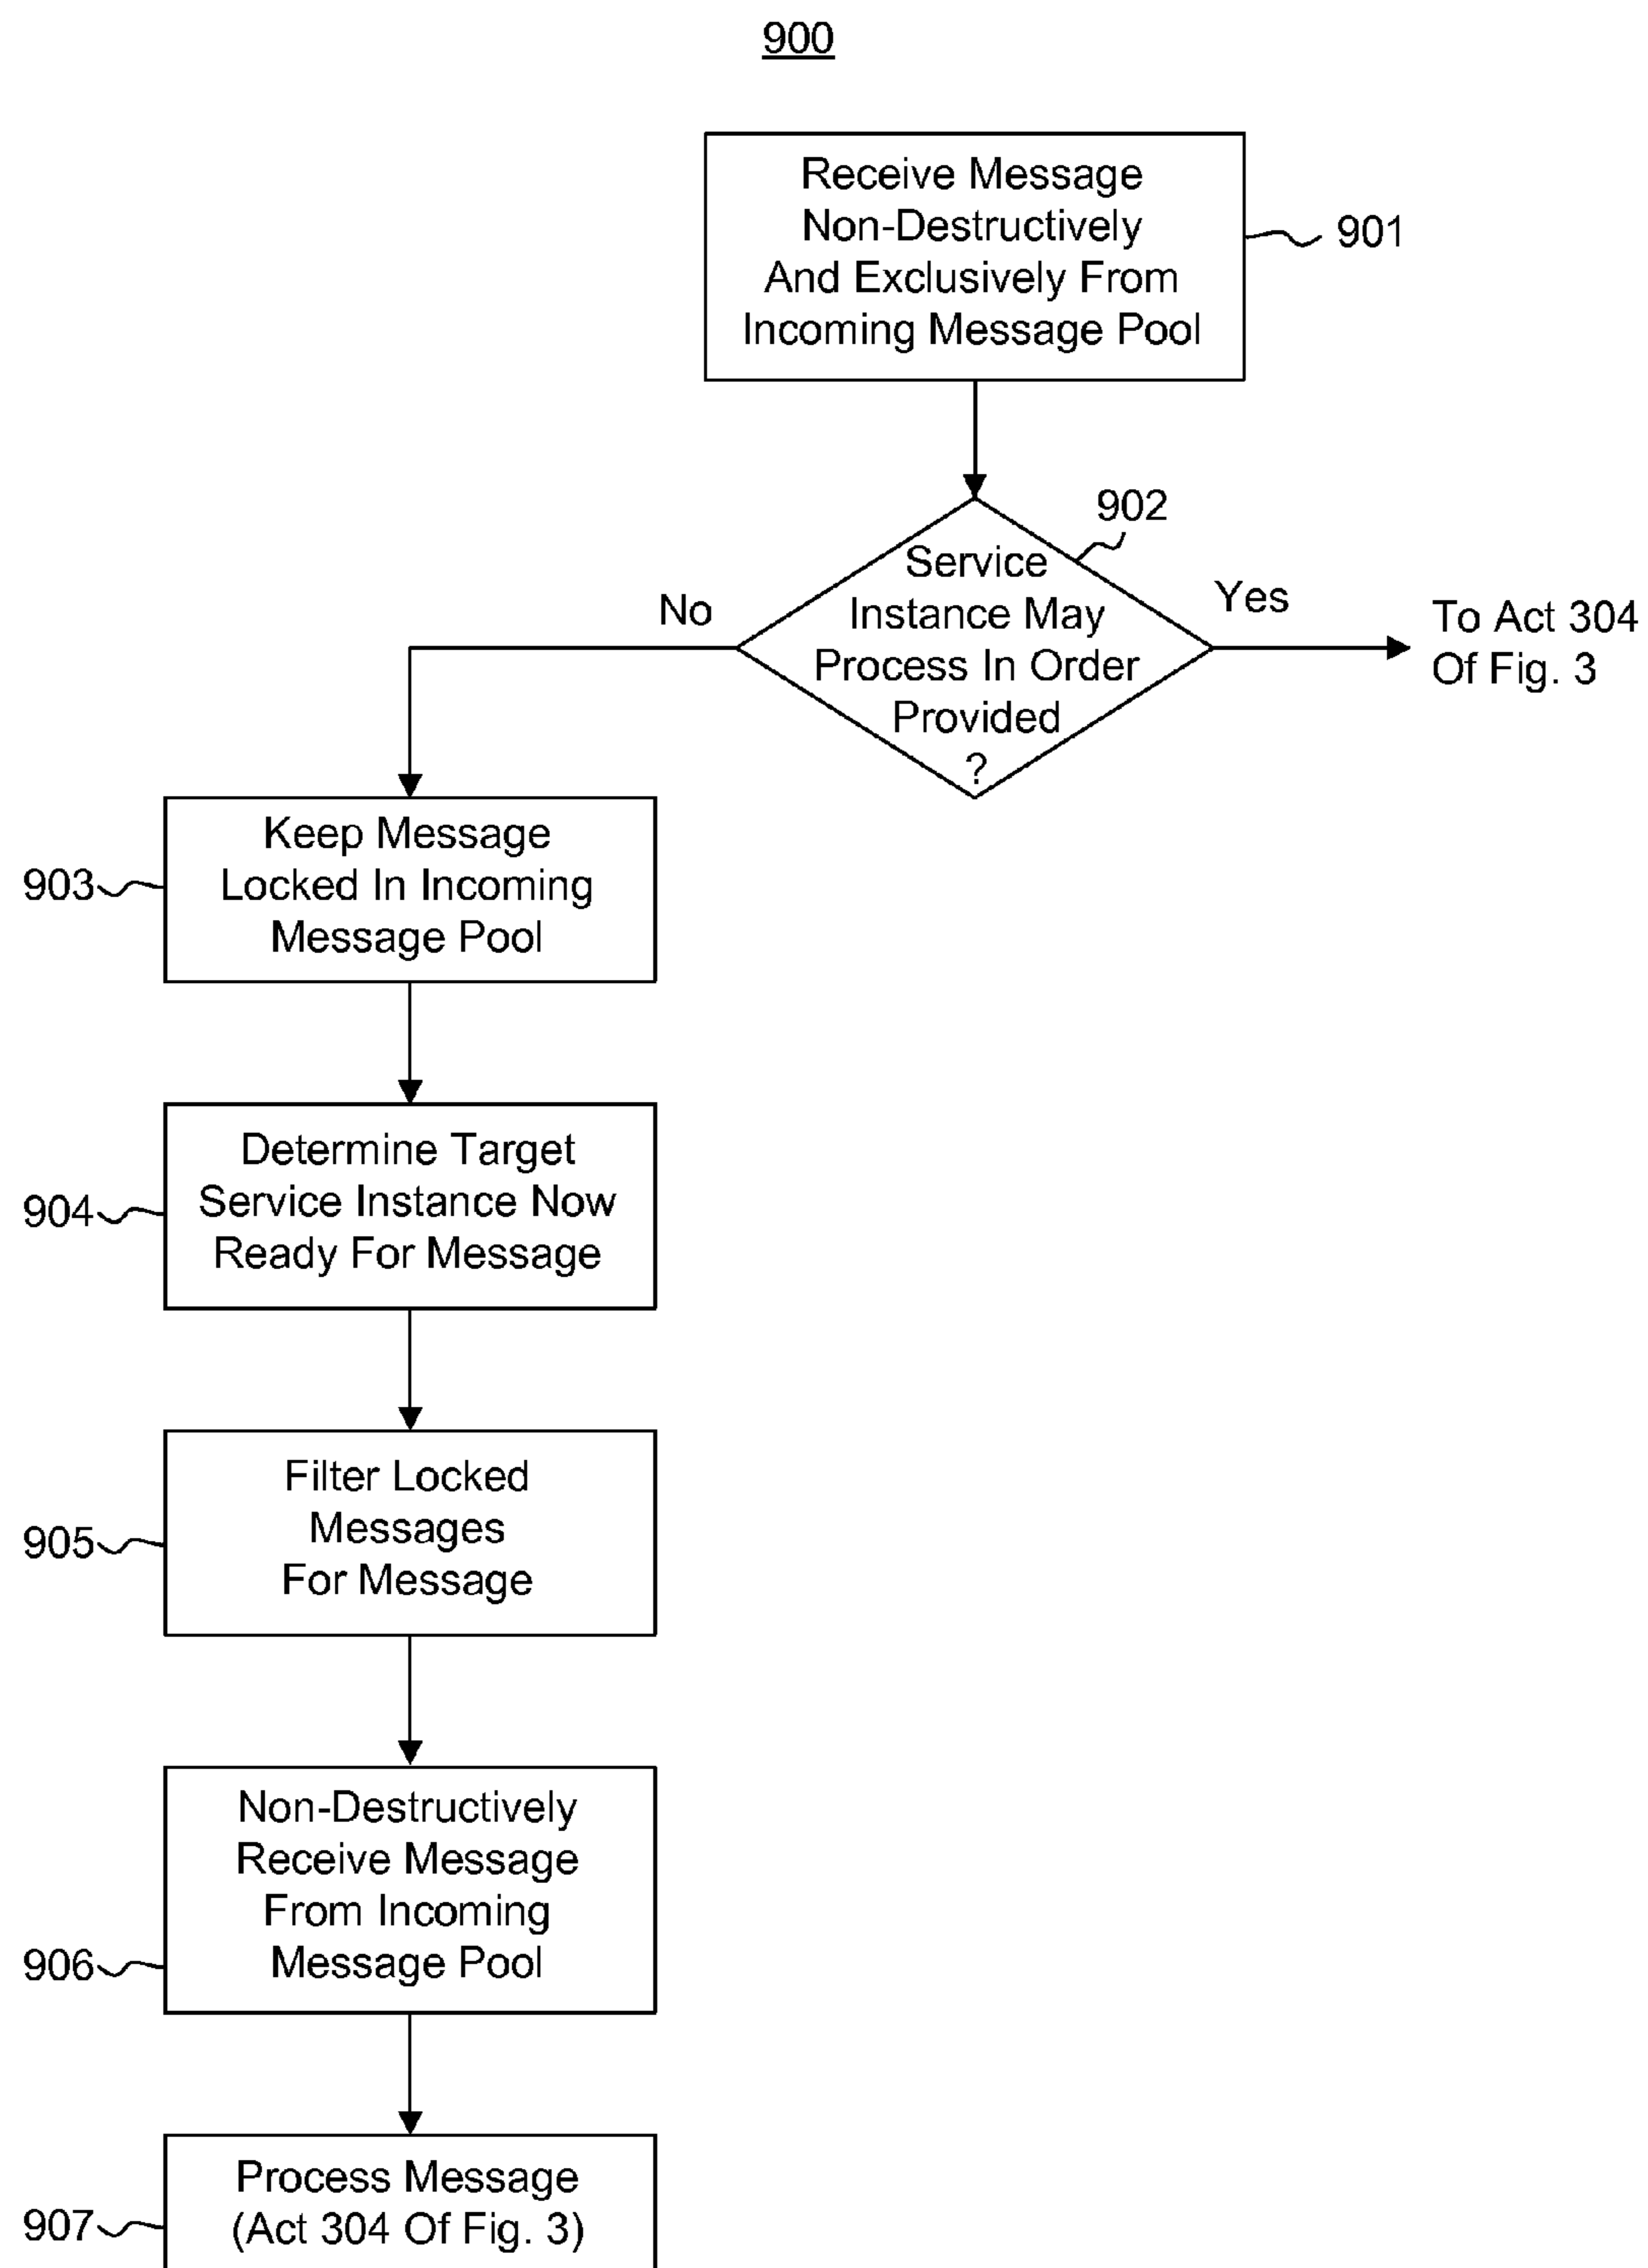 900
Receive Message
Non-Destructively
And Exclusively From
Incoming Message Pool
901
902
Service
Instance May
Process In Order
Provided
?
No
Yes
To Act 304
Of Fig. 3
Keep Message
Locked In Incoming
Message Pool
903
Determine Target
Service Instance Now
Ready For Message
904
Filter Locked
Messages
For Message
905
Non-Destructively
Receive Message
From Incoming
Message Pool
906
Process Message
(Act 304 Of Fig. 3)
907